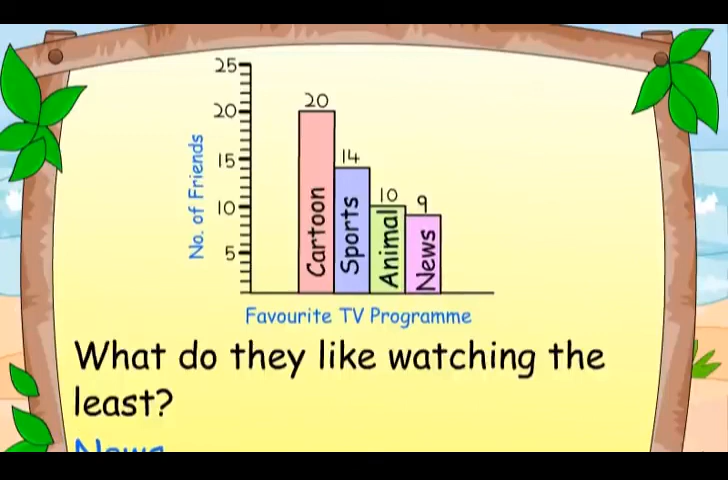 25
20
15
10
5
No. of Friends
20
14
10
9
Cartoon
Sports
Animal
News
Favourite TV Programme
What do they like watching the
least?
News